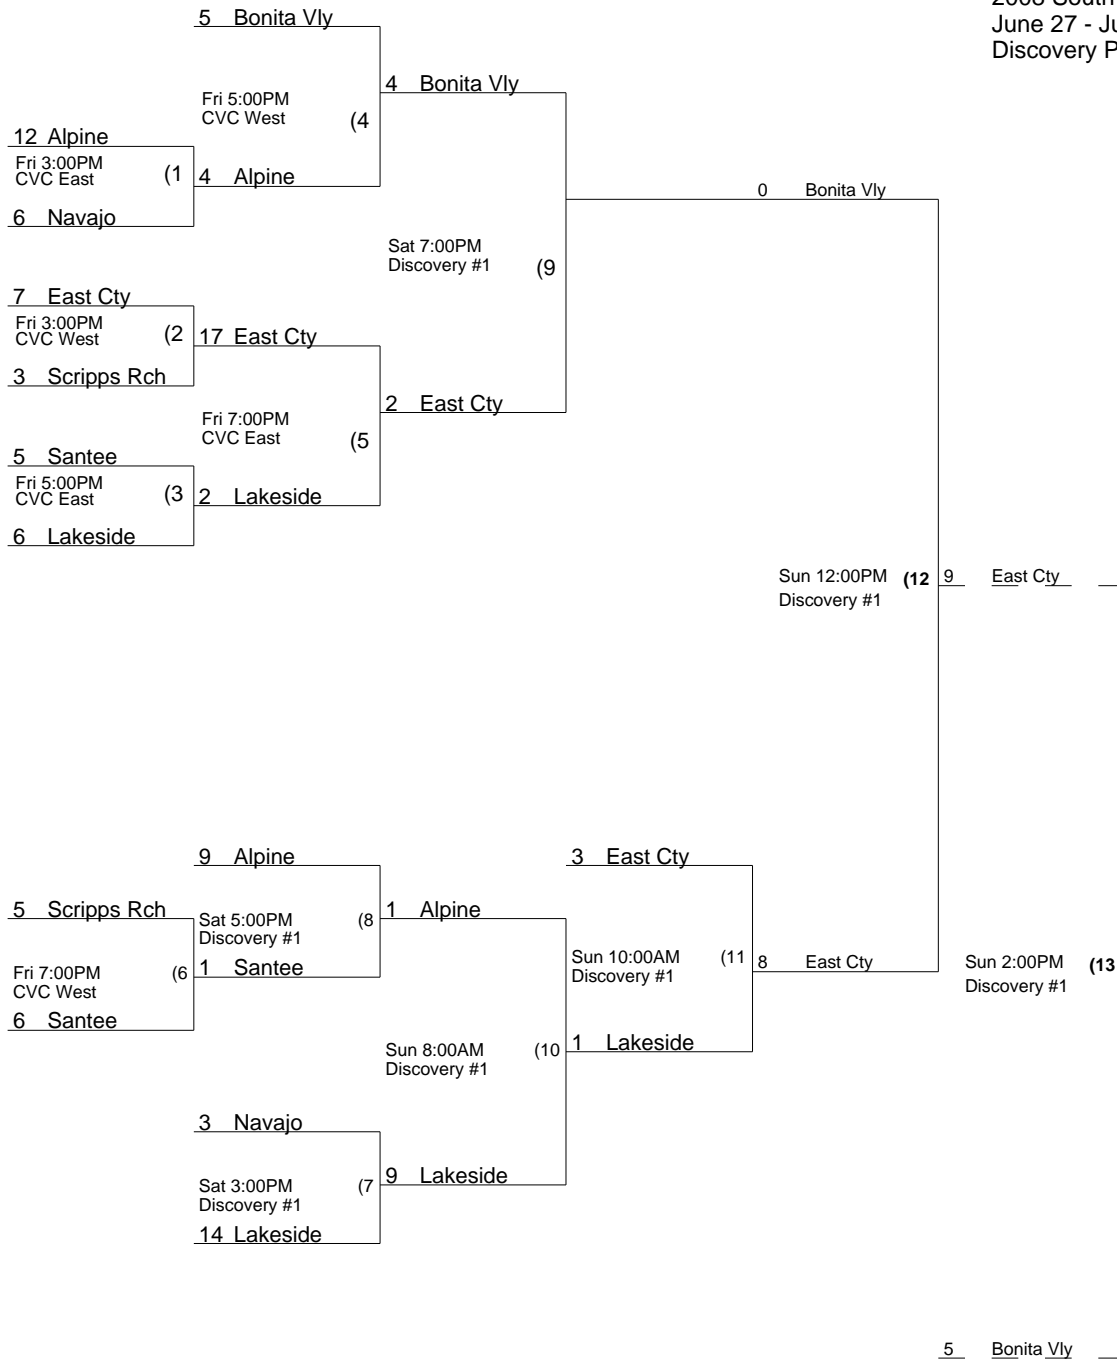 2008 South
June 27 - Ju
Discovery P
5 Bonita Vly
Fri 5:00PM
CVC West (4
4 Bonita Vly
12 Alpine
Fri 3:00PM
CVC East (1
4 Alpine
6 Navajo
0 Bonita Vly
Sat 7:00PM
Discovery #1 (9
7 East Cty
Fri 3:00PM
CVC West (2
17 East Cty
3 Scripps Rch
2 East Cty
Fri 7:00PM
CVC East (5
5 Santee
Fri 5:00PM
CVC East (3
2 Lakeside
6 Lakeside
Sun 12:00PM (12
Discovery #1
9 East Cty
9 Alpine
3 East Cty
5 Scripps Rch
Sat 5:00PM (8
Discovery #1
1 Alpine
Fri 7:00PM (6
CVC West
1 Santee
6 Santee
Sun 10:00AM (11
Discovery #1
8 East Cty
Sun 2:00PM (13
Discovery #1
Sun 8:00AM (10
Discovery #1
1 Lakeside
3 Navajo
Sat 3:00PM (7
Discovery #1
9 Lakeside
14 Lakeside
5 Bonita Vly